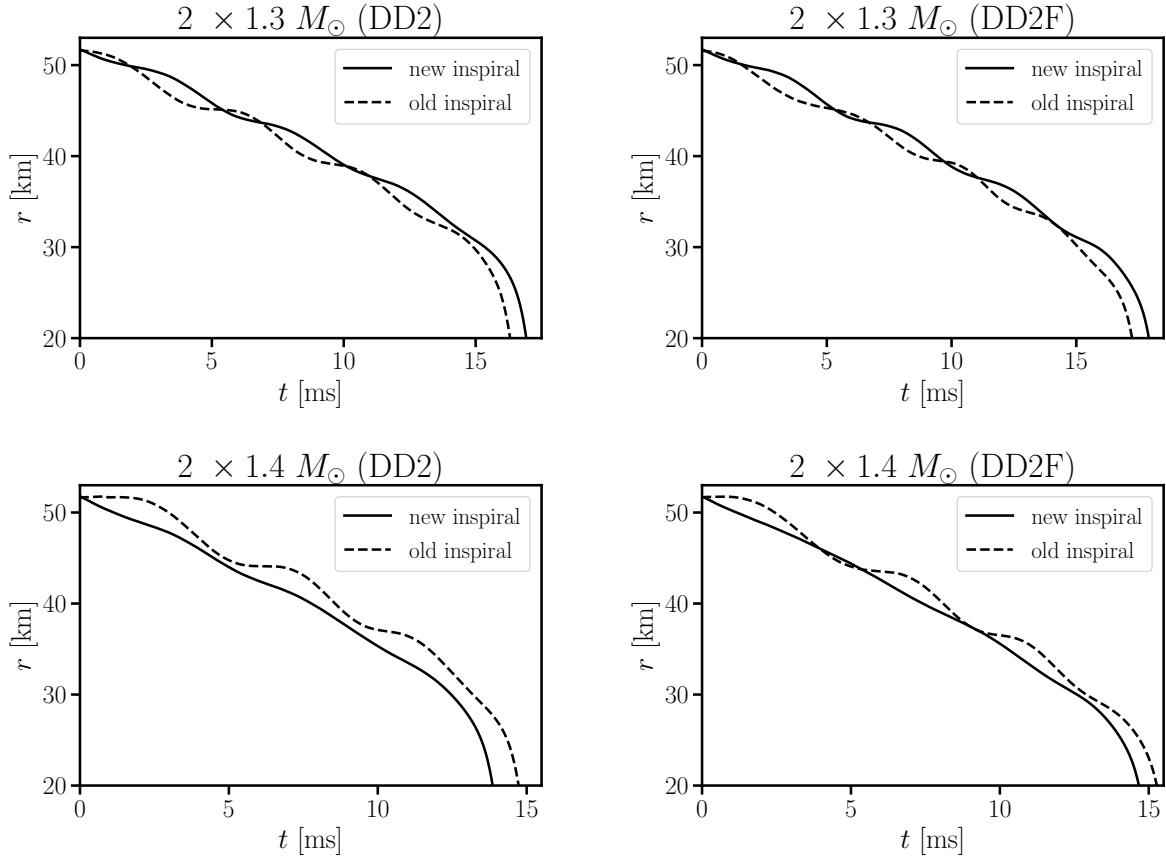 2 × 1.3 M⊙ (DD2)
new inspiral
old inspiral
50
40
30
20
r [km]
0 5 10 15
t [ms]
2 × 1.3 M⊙ (DD2F)
new inspiral
old inspiral
50
40
30
20
r [km]
0 5 10 15
t [ms]
2 × 1.4 M⊙ (DD2)
new inspiral
old inspiral
50
40
30
20
r [km]
0 5 10 15
t [ms]
2 × 1.4 M⊙ (DD2F)
new inspiral
old inspiral
50
40
30
20
r [km]
0 5 10 15
t [ms]